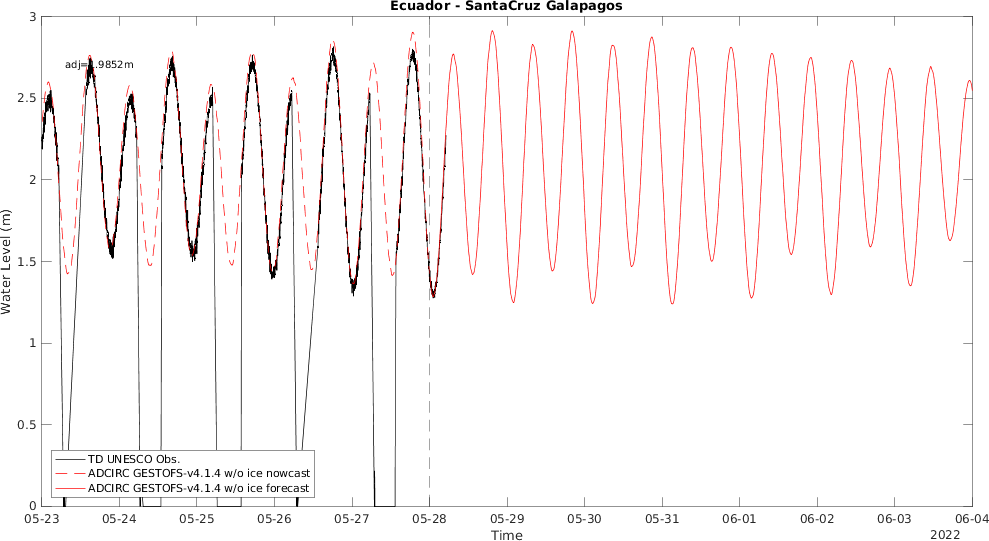 Ecuador - SantaCruz Galapagos
Water Level (m)
3
2.5
2
1.5
1
0.5
0
adj=1.9852m
TD UNESCO Obs.
ADCIRC GESTOFS-v4.1.4 w/o ice nowcast
ADCIRC GESTOFS-v4.1.4 w/o ice forecast
05-23 05-24 05-25 05-26 05-27 05-28 05-29 05-30 05-31 06-01 06-02 06-03 06-04
Time
2022